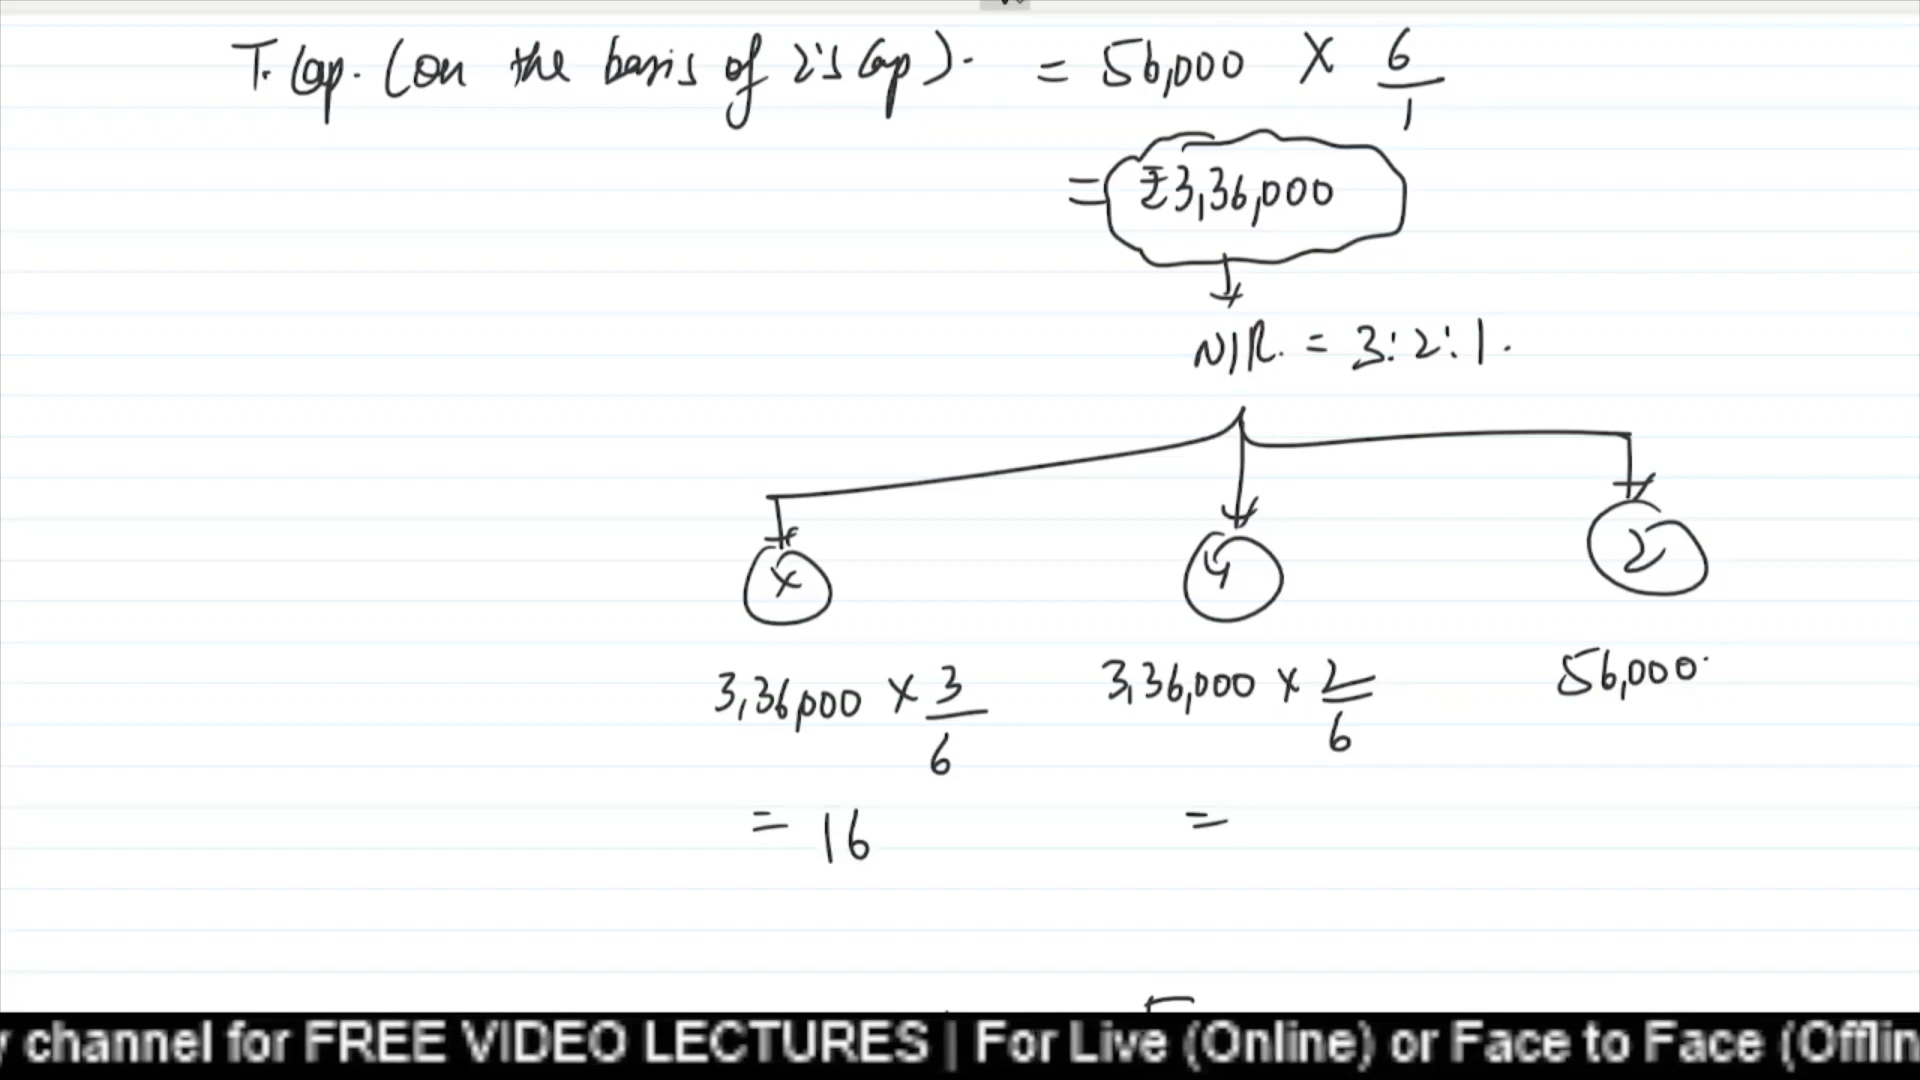 T. Cap. (on the basis of Z's Cap). = 56,000 X 6/1
= ₹3,36,000
N/R. = 3:2:1.
X Y Z
3,36,000 x 3/6 3,36,000 x 2/6 56,000.
= 16 =
y channel for FREE VIDEO LECTURES | For Live (Online) or Face to Face (Offlin